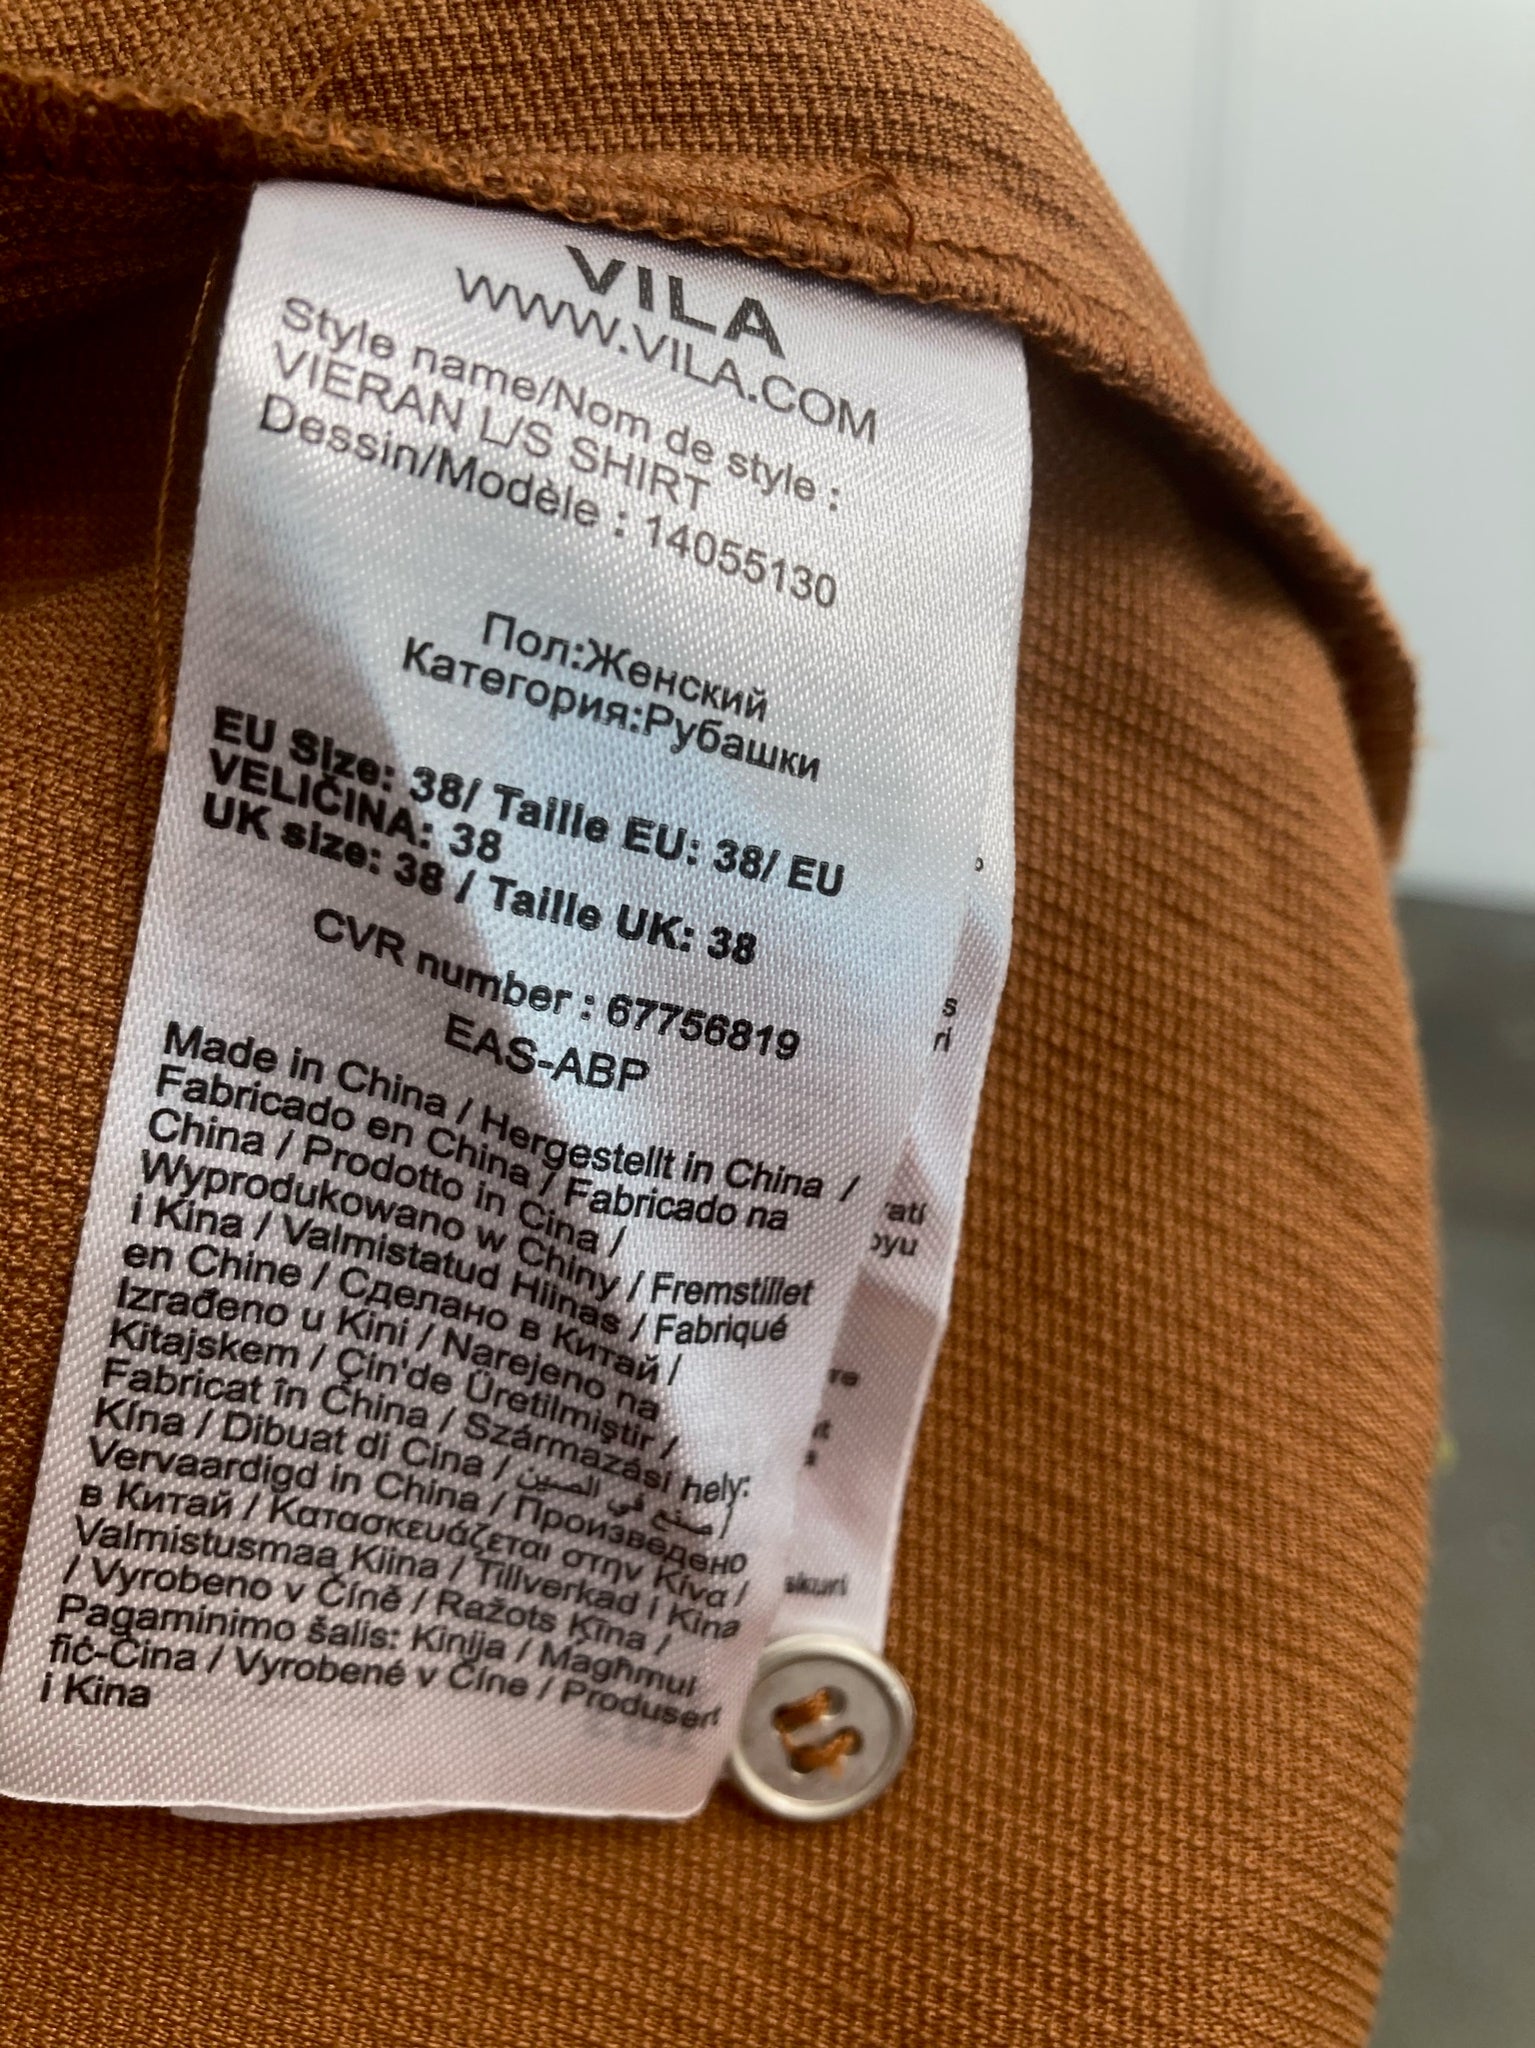 VILA
WWW.VILA.COM
Style name/Nom de style :
VIERAN L/S SHIRT
Dessin/Modèle : 14055130
Пол:Женский
Категория:Рубашки
EU Size: 38/ Taille EU: 38/ EU
VELIČINA: 38
UK size: 38 / Taille UK: 38
CVR number : 67756819
EAS-ABP
Made in China / Hergestellt in China /
Fabricado en China / Fabricado na
China / Prodotto in Cina /
Wyprodukowano w Chiny / Fremstillet
i Kina / Valmistatud Hiinas / Fabriqué
en Chine / Сделано в Китай /
Izrađeno u Kini / Narejeno na
Kitajskem / Çin'de Üretilmiştir /
Fabricat în China / Származási hely:
Kína / Dibuat di Cina / صنع في الصين /
Vervaardigd in China / Произведено
в Китай / Κατασκευάζεται στην Κίνα /
Valmistusmaa Kiina / Tillverkad i Kina
/ Vyrobeno v Číně / Ražots Ķīna /
Pagaminimo šalis: Kinija / Magħmul
fiċ-Ċina / Vyrobené v Číne / Produsert
i Kina